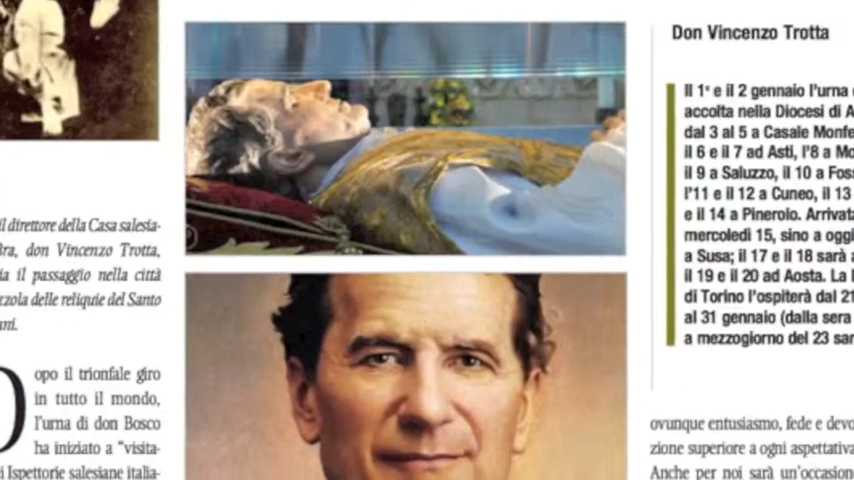 il direttore della Casa salesia-
Bra, don Vincenzo Trotta,
il passaggio nella città
delle reliquie del Santo
opo il trionfale giro
in tutto il mondo,
l'urna di don Bosco
ha iniziato a "visita-
Ispettorie salesiane italia-
Don Vincenzo Trotta
Il 1° e il 2 gennaio l'urna
accolta nella Diocesi di A
dal 3 al 5 a Casale Monfe
il 6 e il 7 ad Asti, l'8 a Mo
il 9 a Saluzzo, il 10 a Foss
l'11 e il 12 a Cuneo, il 13
e il 14 a Pinerolo. Arrivata
mercoledì 15, sino a oggi
a Susa; il 17 e il 18 sarà a
il 19 e il 20 ad Aosta. La
di Torino l'ospiterà dal 21
al 31 gennaio (dalla sera
a mezzogiorno del 23 sar
ovunque entusiasmo, fede e devo
zione superiore a ogni aspettativa
Anche per noi sarà un'occasione